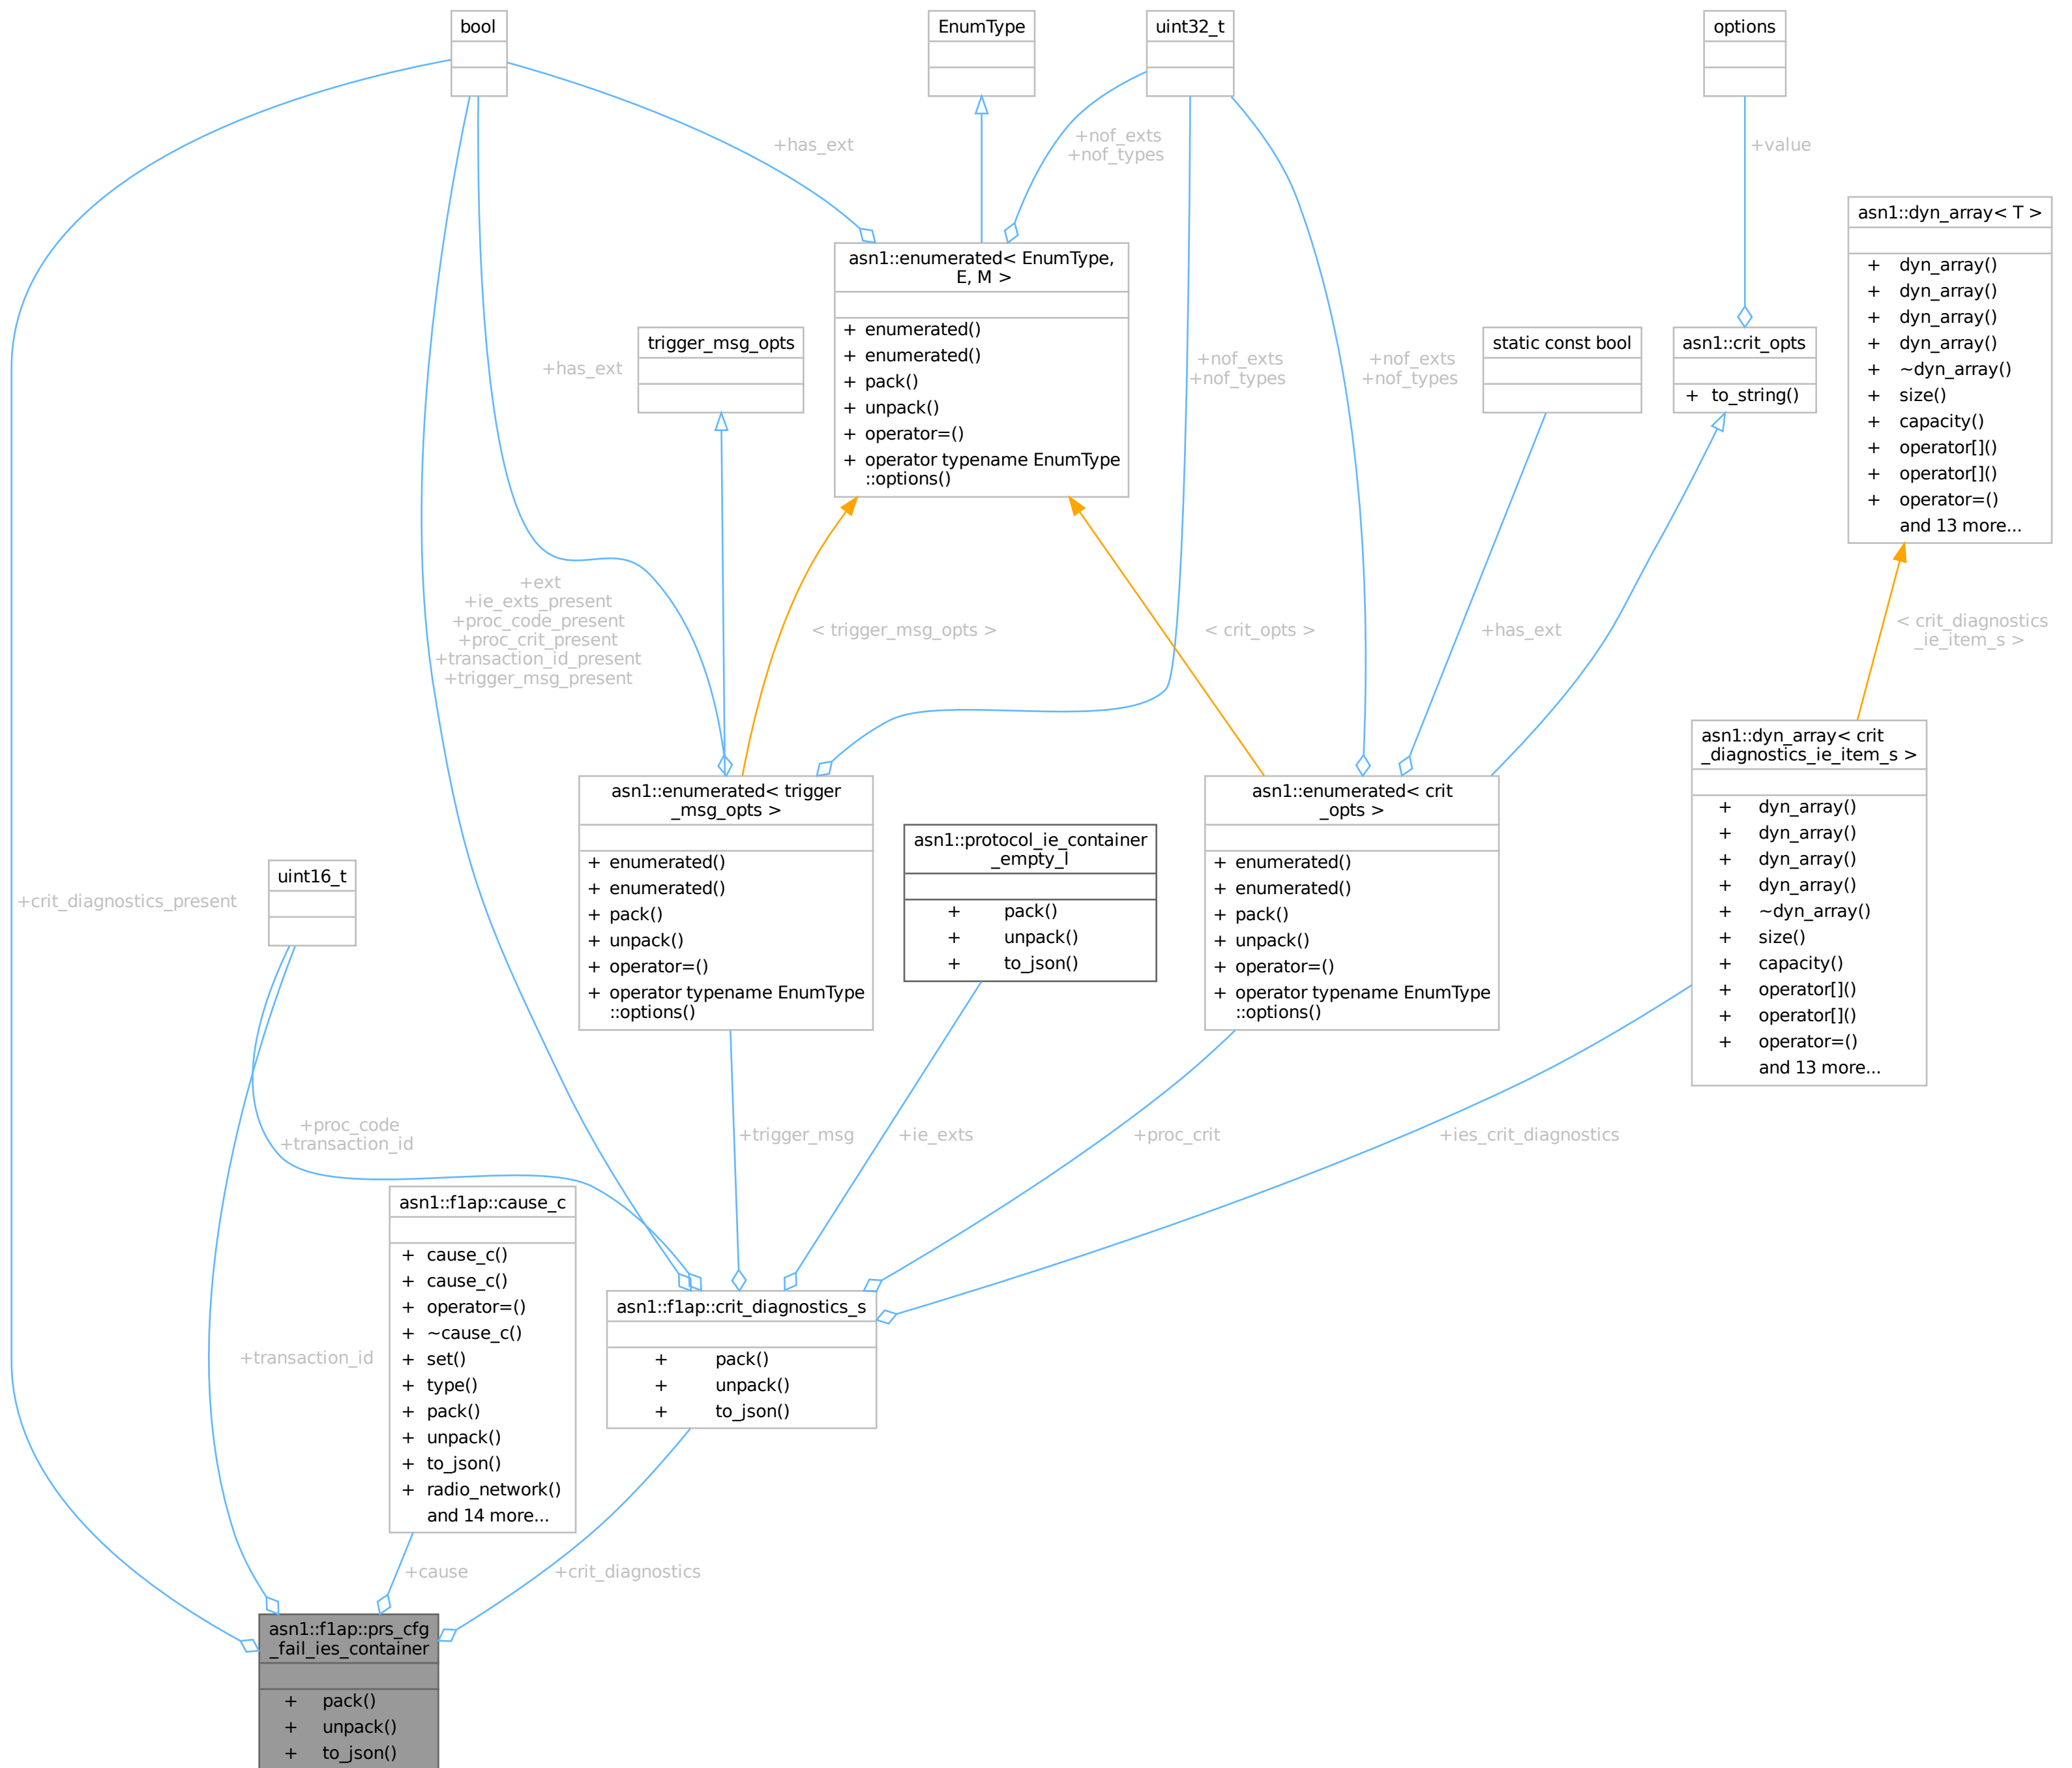 bool
EnumType
uint32_t
options
+has_ext
+nof_exts
+nof_types
+value
asn1::dyn_array< T >
+ dyn_array()
+ dyn_array()
+ dyn_array()
+ dyn_array()
+ ~dyn_array()
+ size()
+ capacity()
+ operator[]()
+ operator[]()
+ operator=()
and 13 more...
asn1::enumerated< EnumType,
E, M >
+ enumerated()
+ enumerated()
+ pack()
+ unpack()
+ operator=()
+ operator typename EnumType
::options()
trigger_msg_opts
static const bool
asn1::crit_opts
+ to_string()
+has_ext
+nof_exts
+nof_types
+nof_exts
+nof_types
+ext
+ie_exts_present
+proc_code_present
+proc_crit_present
+transaction_id_present
+trigger_msg_present
< trigger_msg_opts >
< crit_opts >
+has_ext
< crit_diagnostics
_ie_item_s >
asn1::dyn_array< crit
_diagnostics_ie_item_s >
+ dyn_array()
+ dyn_array()
+ dyn_array()
+ dyn_array()
+ ~dyn_array()
+ size()
+ capacity()
+ operator[]()
+ operator[]()
+ operator=()
and 13 more...
asn1::enumerated< trigger
_msg_opts >
+ enumerated()
+ enumerated()
+ pack()
+ unpack()
+ operator=()
+ operator typename EnumType
::options()
asn1::protocol_ie_container
_empty_l
+ pack()
+ unpack()
+ to_json()
asn1::enumerated< crit
_opts >
+ enumerated()
+ enumerated()
+ pack()
+ unpack()
+ operator=()
+ operator typename EnumType
::options()
uint16_t
+crit_diagnostics_present
+proc_code
+transaction_id
+trigger_msg
+ie_exts
+proc_crit
+ies_crit_diagnostics
asn1::f1ap::cause_c
+ cause_c()
+ cause_c()
+ operator=()
+ ~cause_c()
+ set()
+ type()
+ pack()
+ unpack()
+ to_json()
+ radio_network()
and 14 more...
asn1::f1ap::crit_diagnostics_s
+ pack()
+ unpack()
+ to_json()
+transaction_id
+cause
+crit_diagnostics
asn1::f1ap::prs_cfg
_fail_ies_container
+ pack()
+ unpack()
+ to_json()